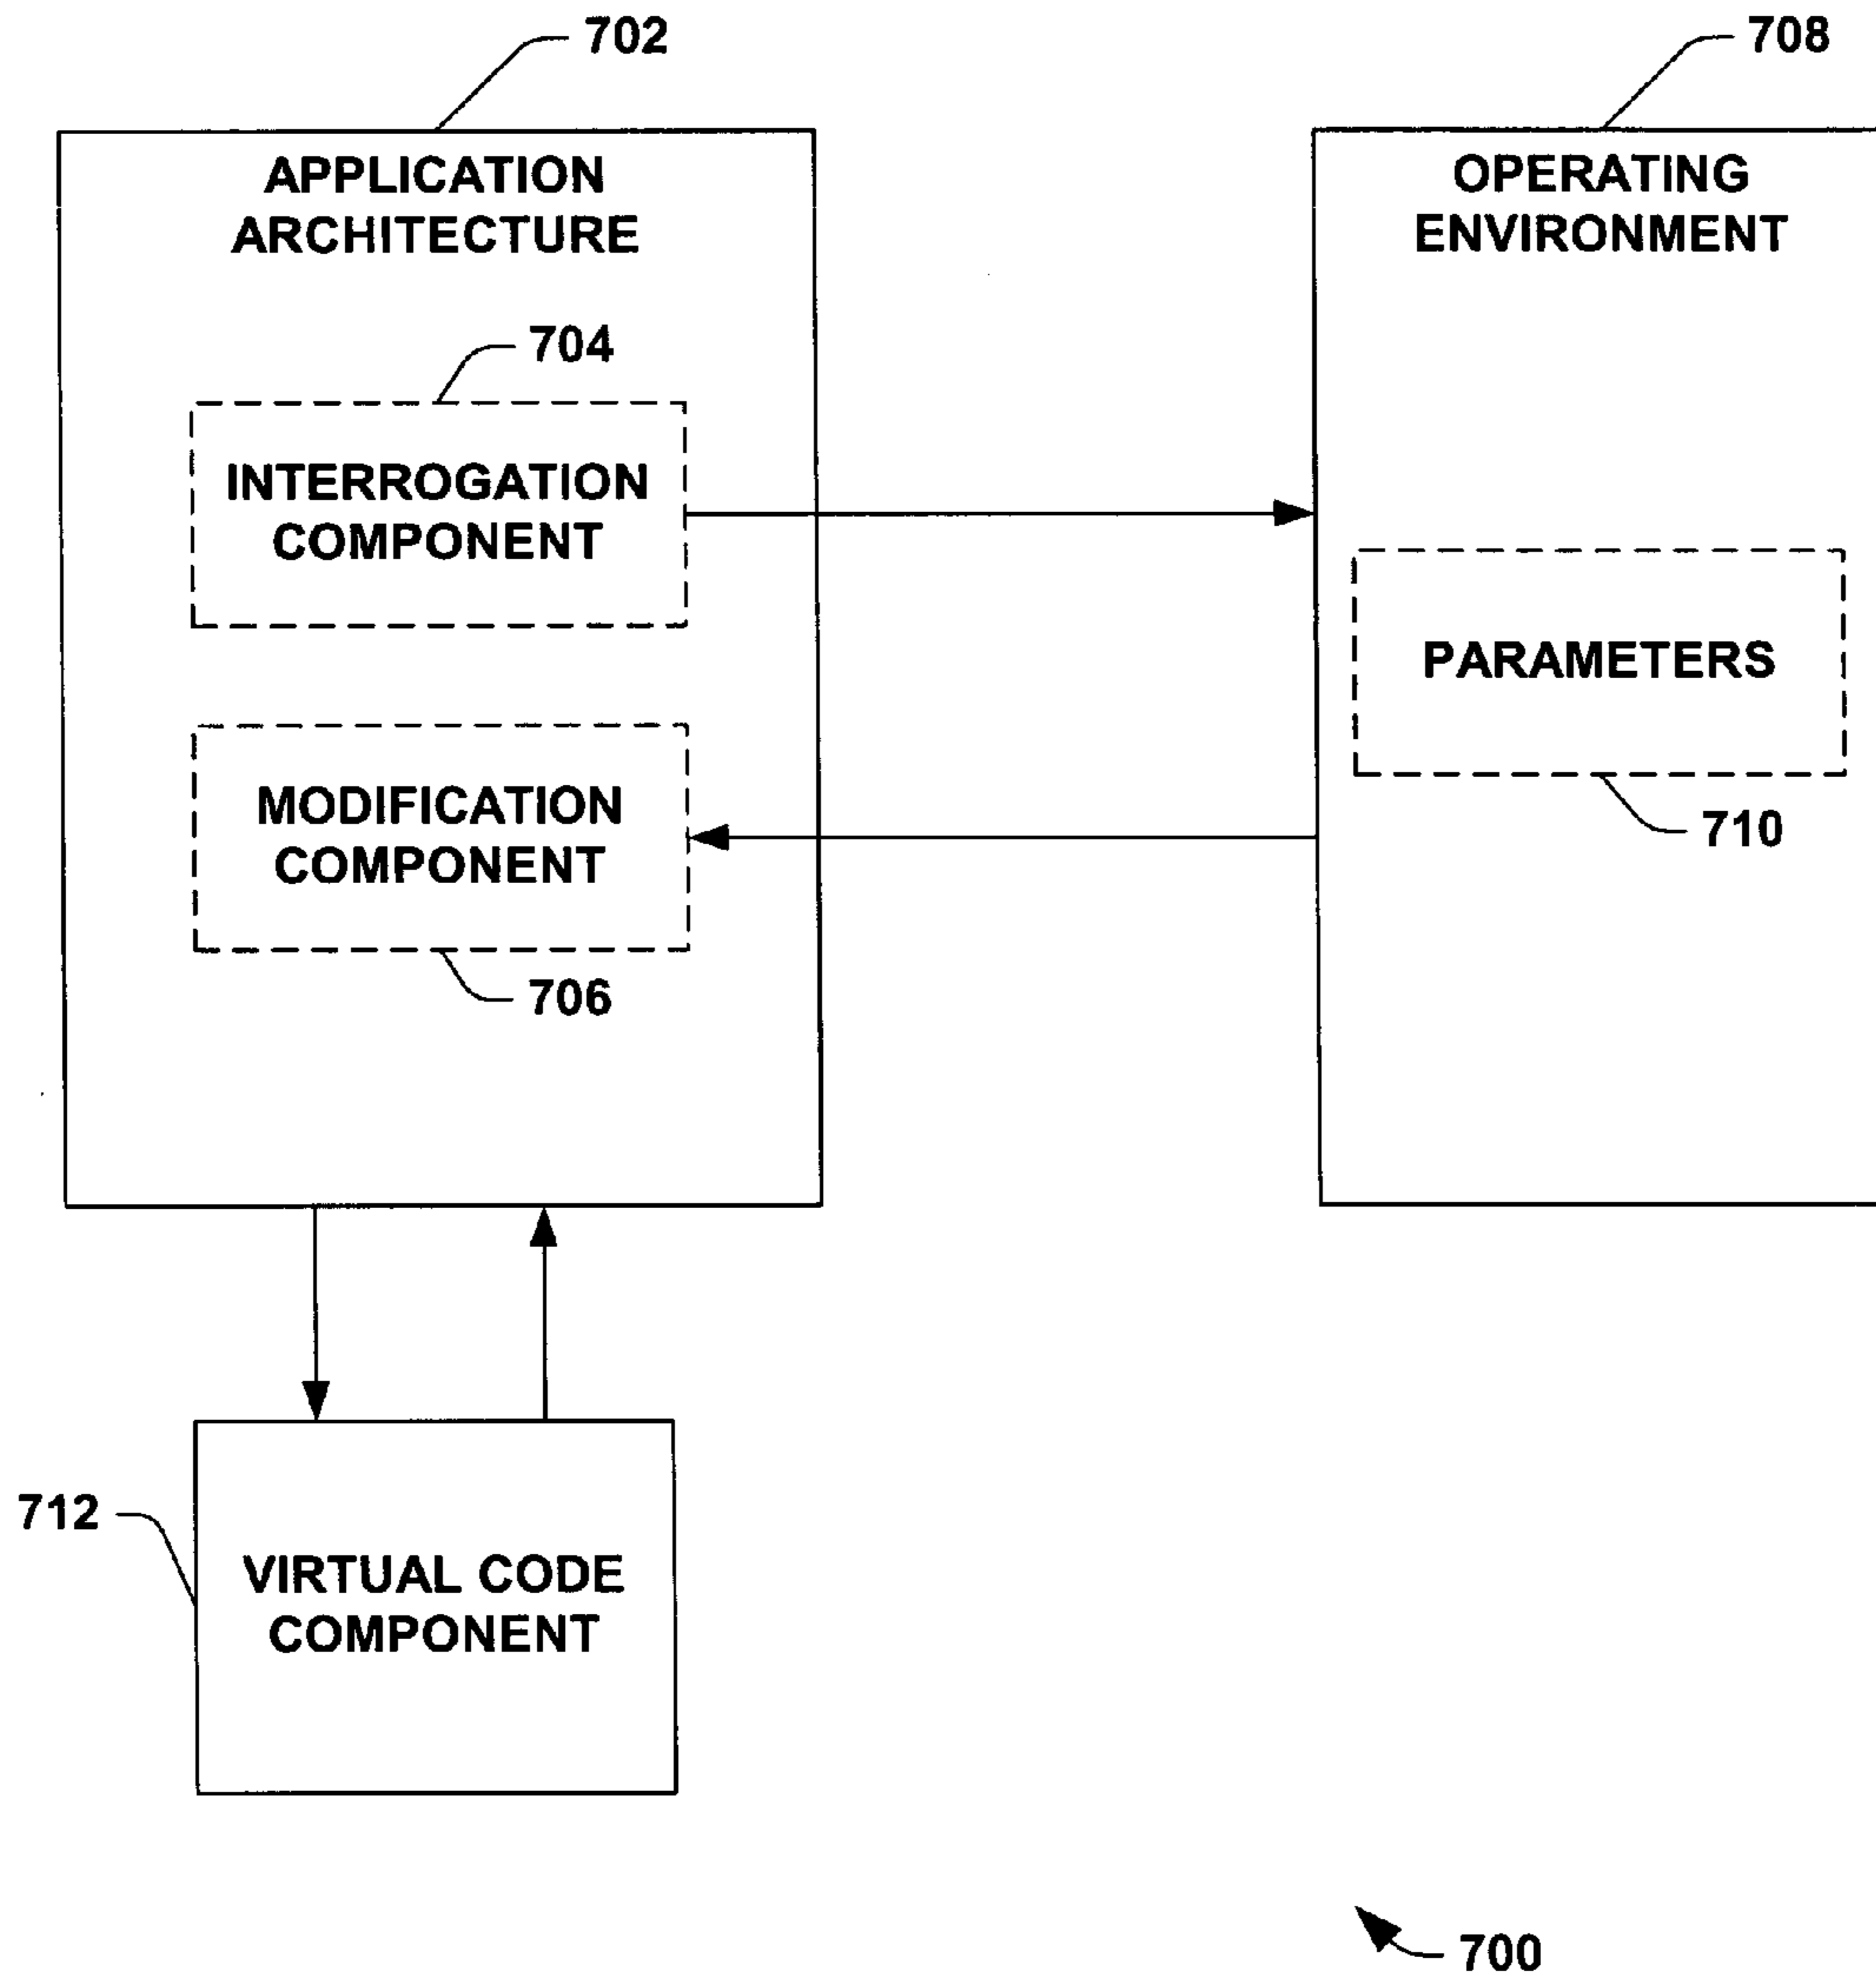 702
708
APPLICATION
ARCHITECTURE
OPERATING
ENVIRONMENT
704
INTERROGATION
COMPONENT
PARAMETERS
MODIFICATION
COMPONENT
710
706
712
VIRTUAL CODE
COMPONENT
700